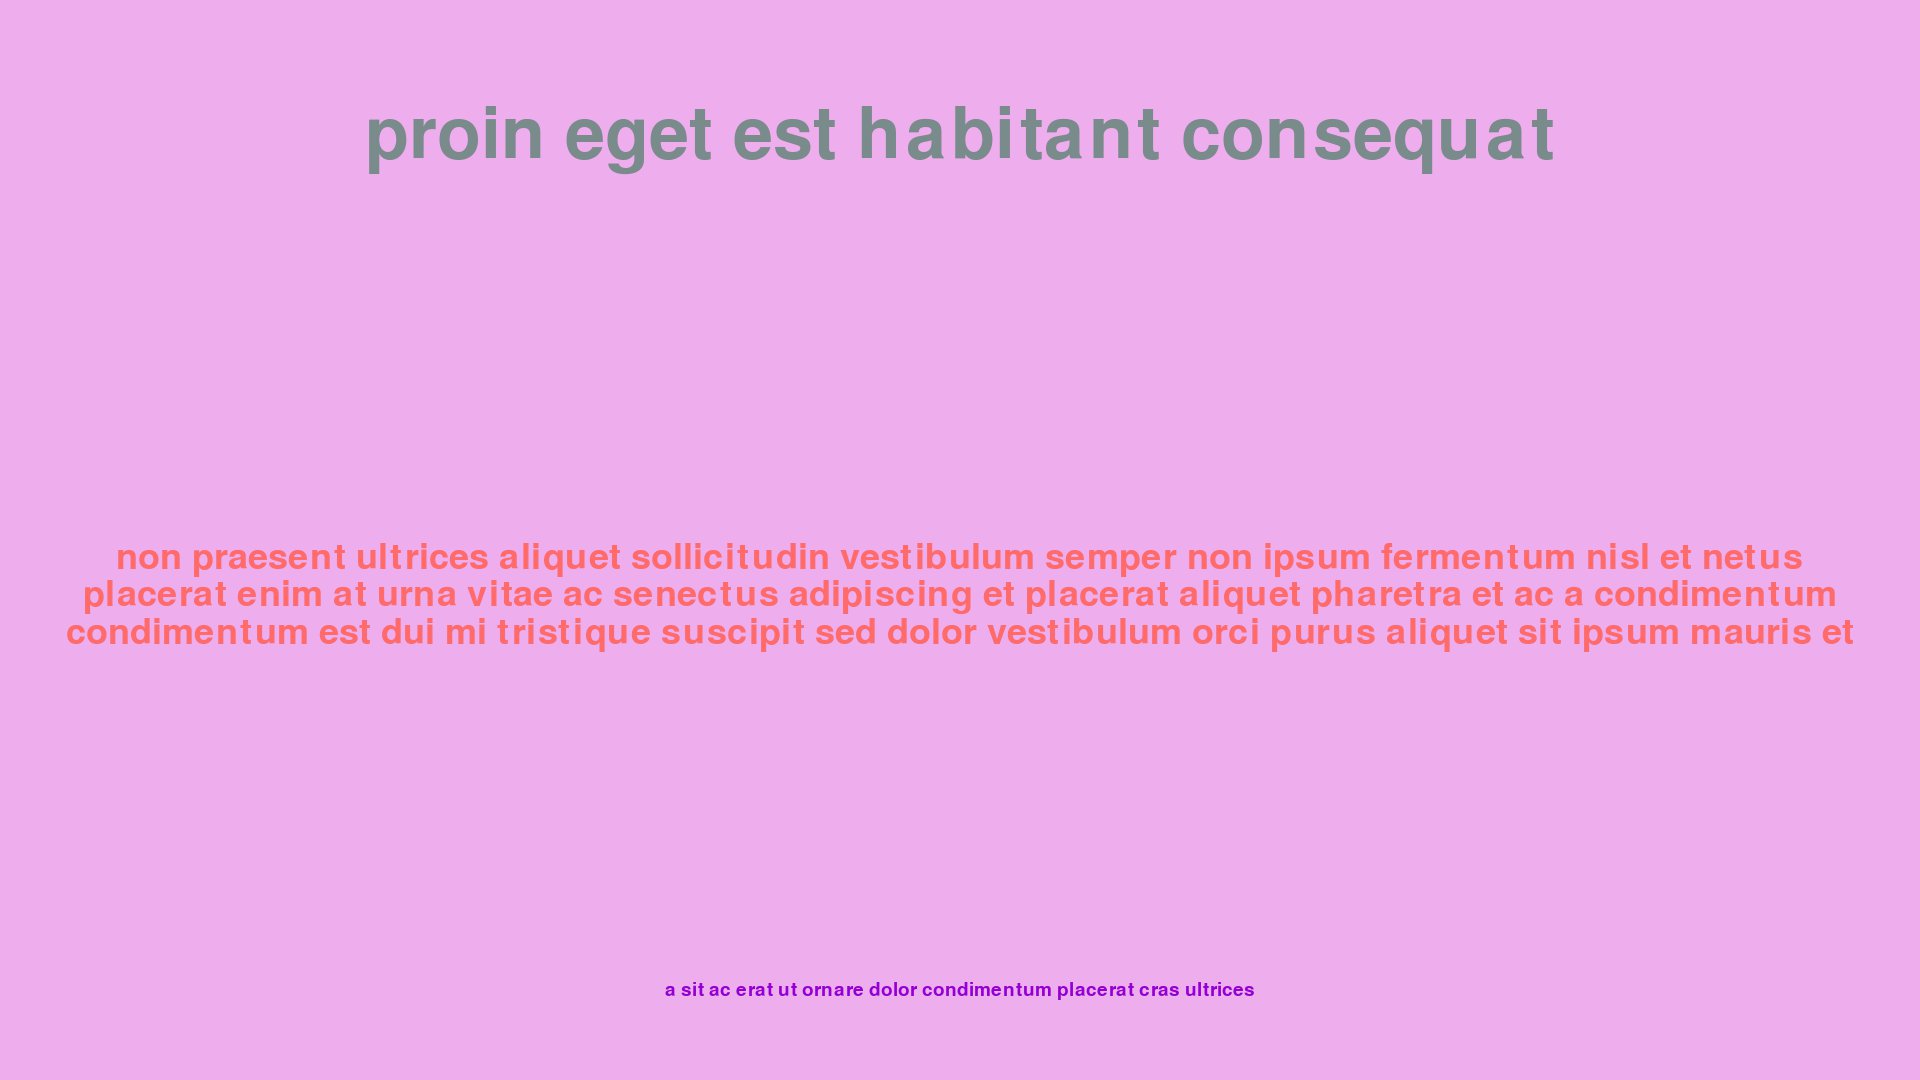 proin eget est habitant consequat
non praesent ultrices aliquet sollicitudin vestibulum semper non ipsum fermentum nisl et netus
placerat enim at urna vitae ac senectus adipiscing et placerat aliquet pharetra et ac a condimentum
condimentum est dui mi tristique suscipit sed dolor vestibulum orci purus aliquet sit ipsum mauris et
a sit ac erat ut ornare dolor condimentum placerat cras ultrices